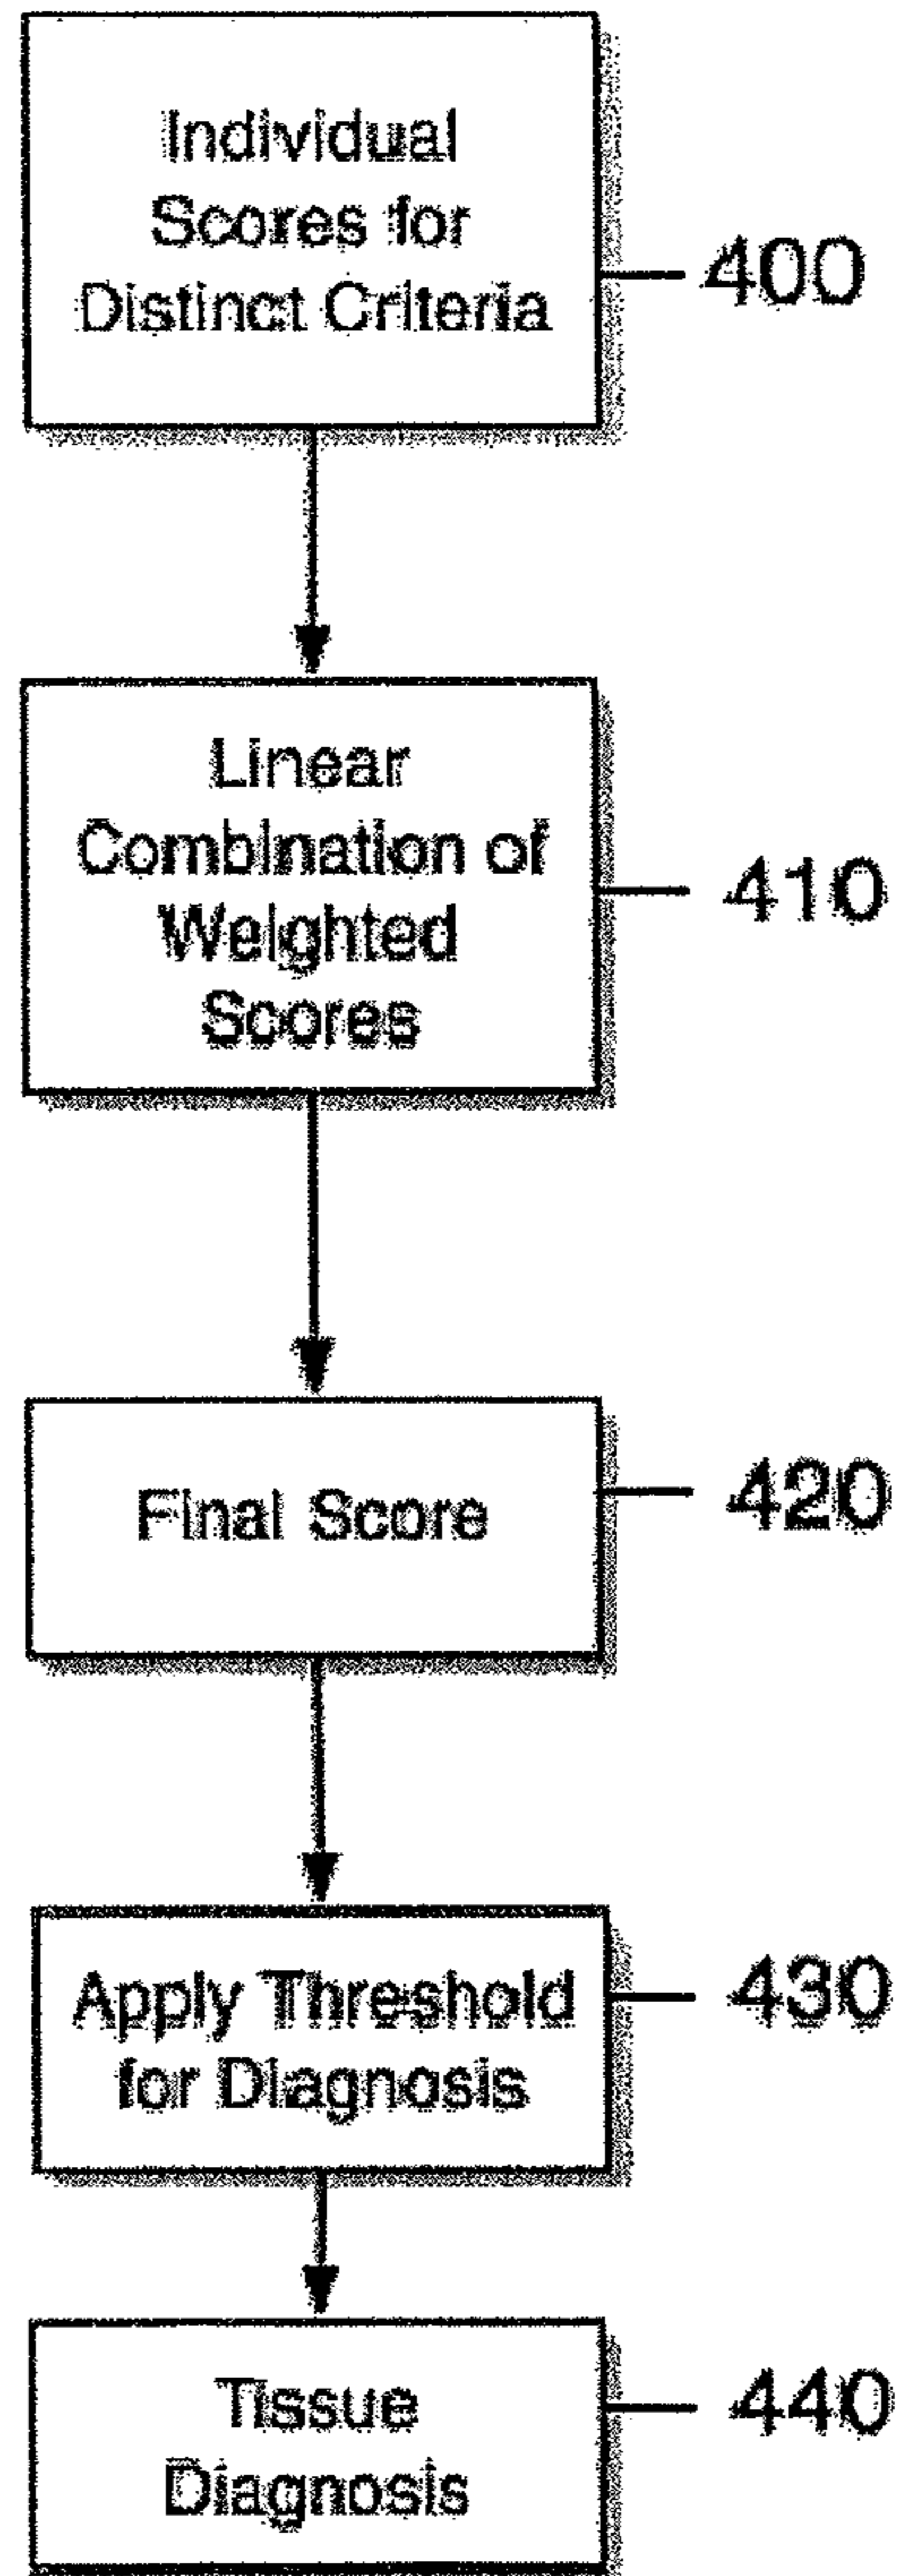 Individual
Scores for
Distinct Criteria
400
Linear
Combination of
Weighted
Scores
410
Final Score
420
Apply Threshold
for Diagnosis
430
Tissue
Diagnosis
440